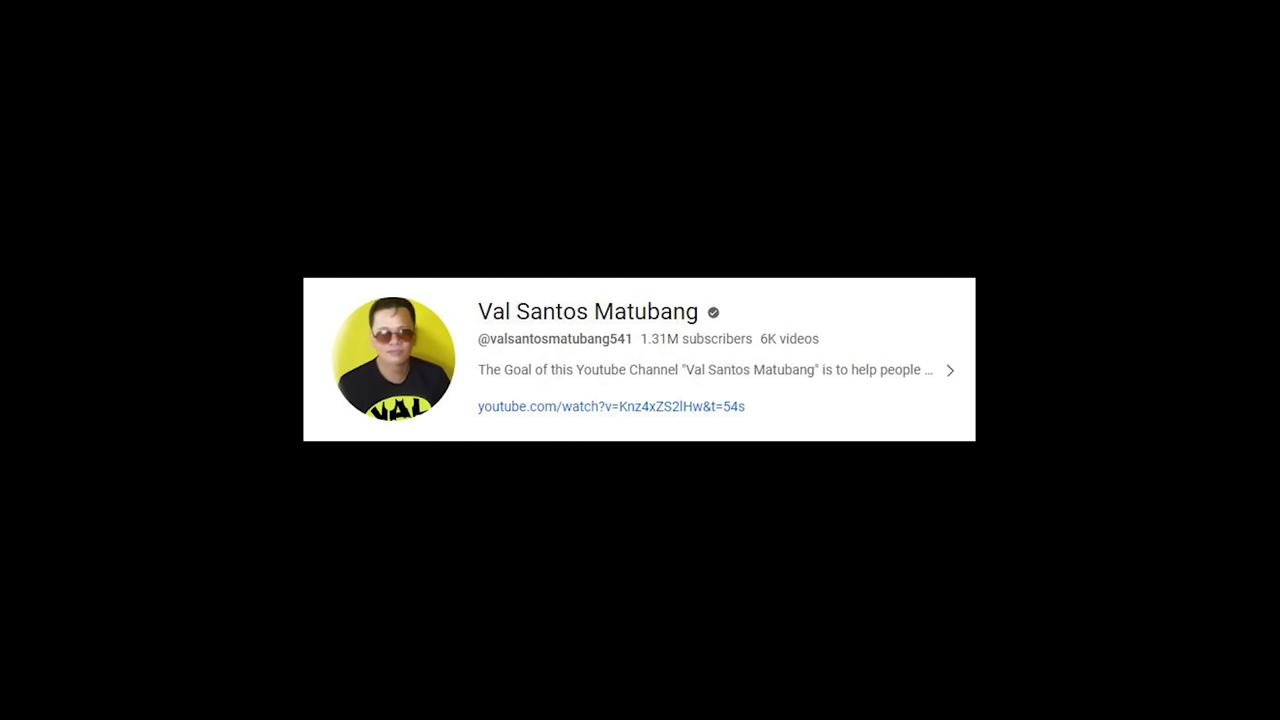 Val Santos Matubang
@valsantosmatubang541 1.31M subscribers 6K videos
The Goal of this Youtube Channel "Val Santos Matubang" is to help people ...
youtube.com/watch?v=Knz4xZS2lHw&t=54s
VAL